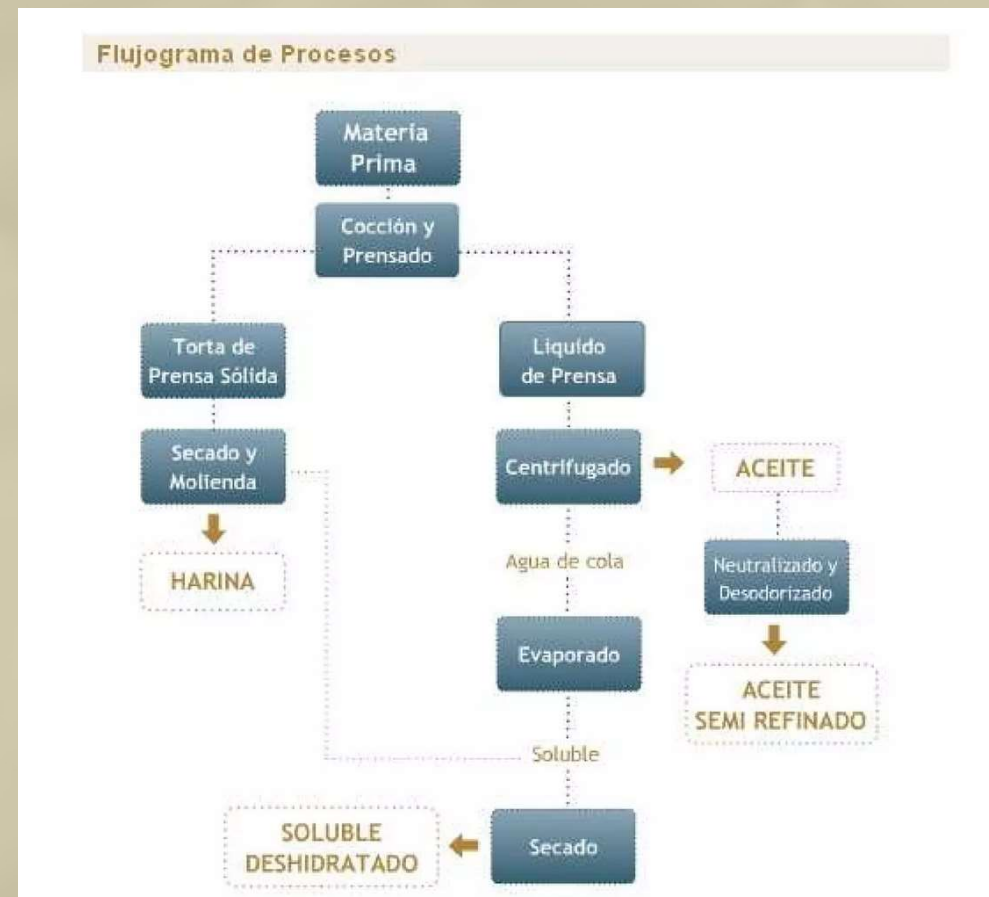 Flujograma de Procesos
Materia
Prima
Cocción y
Prensado
Torta de
Prensa Sólida
Liquido
de Prensa
Secado y
Molienda
Centrifugado
ACEITE
Agua de cola
HARINA
Neutralizado y
Desodorizado
Evaporado
ACEITE
SEMI REFINADO
Soluble
SOLUBLE
DESHIDRATADO
Secado